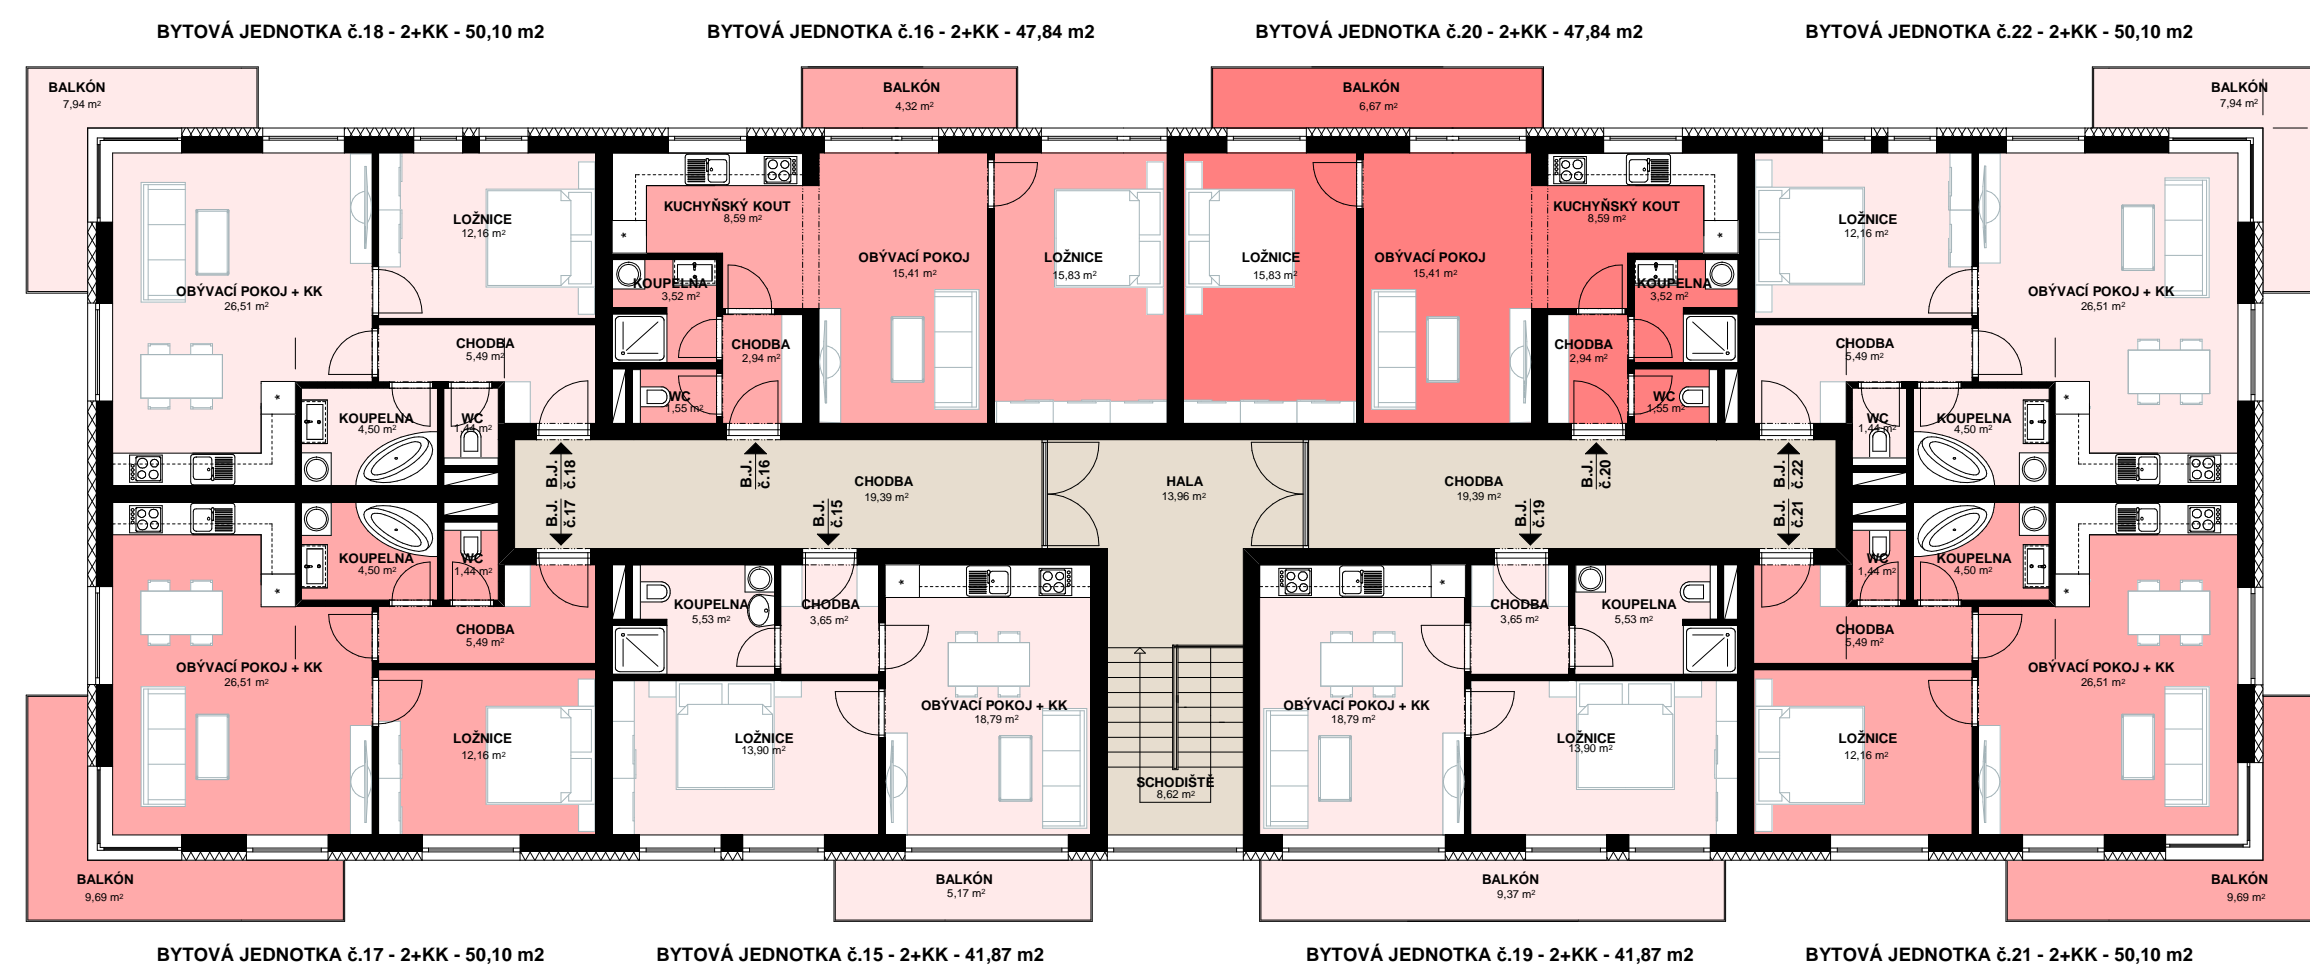 BYTOVÁ JEDNOTKA č.18 - 2+KK - 50,10 m2
BYTOVÁ JEDNOTKA č.16 - 2+KK - 47,84 m2
BYTOVÁ JEDNOTKA č.20 - 2+KK - 47,84 m2
BYTOVÁ JEDNOTKA č.22 - 2+KK - 50,10 m2
BALKÓN
7,94 m²
BALKÓN
4,32 m²
BALKÓN
6,67 m²
BALKÓN
7,94 m²
OBÝVACÍ POKOJ + KK
26,51 m²
LOŽNICE
12,16 m²
CHODBA
5,49 m²
KOUPELNA
4,50 m²
WC
1,44 m²
KUCHYŇSKÝ KOUT
8,59 m²
KOUPELNA
3,52 m²
CHODBA
2,94 m²
WC
1,55 m²
OBÝVACÍ POKOJ
15,41 m²
LOŽNICE
15,83 m²
LOŽNICE
15,83 m²
OBÝVACÍ POKOJ
15,41 m²
KUCHYŇSKÝ KOUT
8,59 m²
KOUPELNA
3,52 m²
CHODBA
2,94 m²
WC
1,55 m²
LOŽNICE
12,16 m²
OBÝVACÍ POKOJ + KK
26,51 m²
CHODBA
5,49 m²
WC
1,44 m²
KOUPELNA
4,50 m²
B.J.
č.18
B.J.
č.17
B.J.
č.16
B.J.
č.15
CHODBA
19,39 m²
HALA
13,96 m²
CHODBA
19,39 m²
B.J.
č.19
B.J.
č.20
B.J.
č.22
B.J.
č.21
KOUPELNA
4,50 m²
WC
1,44 m²
CHODBA
5,49 m²
OBÝVACÍ POKOJ + KK
26,51 m²
LOŽNICE
12,16 m²
KOUPELNA
5,53 m²
CHODBA
3,65 m²
LOŽNICE
13,90 m²
OBÝVACÍ POKOJ + KK
18,79 m²
SCHODIŠTĚ
8,62 m²
OBÝVACÍ POKOJ + KK
18,79 m²
CHODBA
3,65 m²
KOUPELNA
5,53 m²
LOŽNICE
13,90 m²
WC
1,44 m²
KOUPELNA
4,50 m²
CHODBA
5,49 m²
OBÝVACÍ POKOJ + KK
26,51 m²
LOŽNICE
12,16 m²
BALKÓN
9,69 m²
BALKÓN
5,17 m²
BALKÓN
9,37 m²
BALKÓN
9,69 m²
BYTOVÁ JEDNOTKA č.17 - 2+KK - 50,10 m2
BYTOVÁ JEDNOTKA č.15 - 2+KK - 41,87 m2
BYTOVÁ JEDNOTKA č.19 - 2+KK - 41,87 m2
BYTOVÁ JEDNOTKA č.21 - 2+KK - 50,10 m2